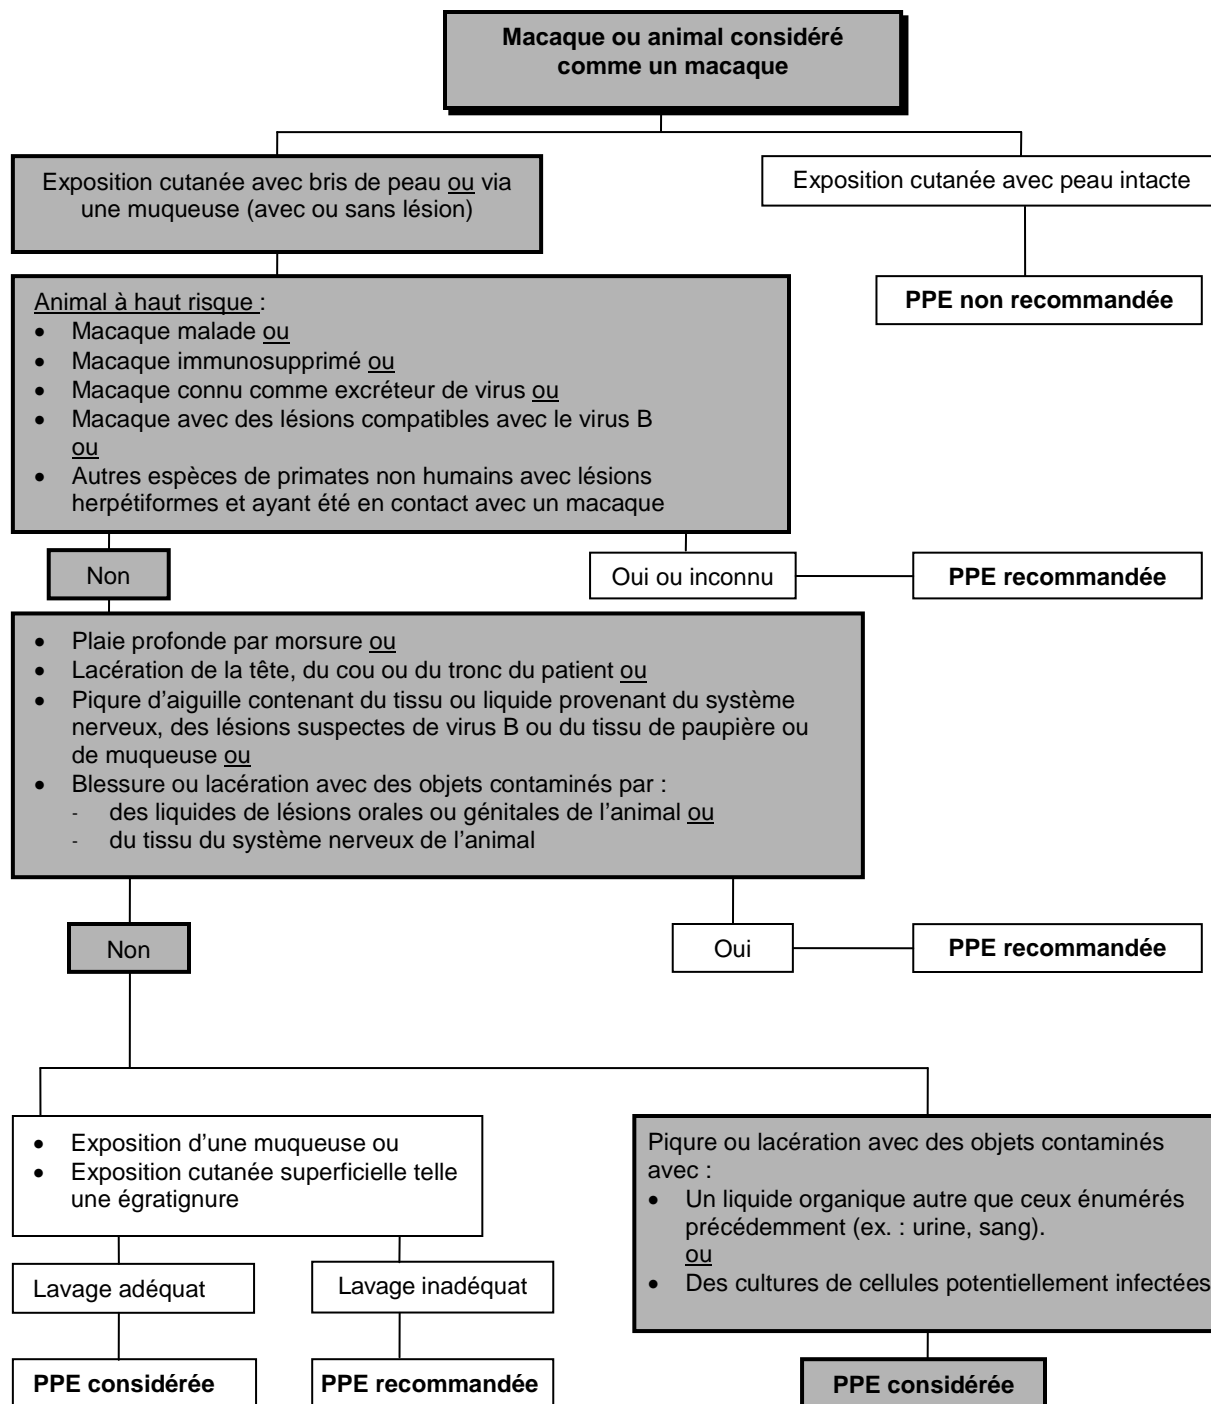 Macaque ou animal considéré
comme un macaque
Exposition cutanée avec bris de peau ou via
une muqueuse (avec ou sans lésion)
Exposition cutanée avec peau intacte
PPE non recommandée
Animal à haut risque :
• Macaque malade ou
• Macaque immunosupprimé ou
• Macaque connu comme excréteur de virus ou
• Macaque avec des lésions compatibles avec le virus B
ou
• Autres espèces de primates non humains avec lésions
herpétiformes et ayant été en contact avec un macaque
Non
Oui ou inconnu
PPE recommandée
• Plaie profonde par morsure ou
• Lacération de la tête, du cou ou du tronc du patient ou
• Piqure d’aiguille contenant du tissu ou liquide provenant du système
nerveux, des lésions suspectes de virus B ou du tissu de paupière ou
de muqueuse ou
• Blessure ou lacération avec des objets contaminés par :
- des liquides de lésions orales ou génitales de l’animal ou
- du tissu du système nerveux de l’animal
Non
Oui
PPE recommandée
• Exposition d’une muqueuse ou
• Exposition cutanée superficielle telle
une égratignure
Lavage adéquat
Lavage inadéquat
PPE considérée
PPE recommandée
Piqure ou lacération avec des objets contaminés
avec :
• Un liquide organique autre que ceux énumérés
précédemment (ex. : urine, sang).
ou
• Des cultures de cellules potentiellement infectées
PPE considérée